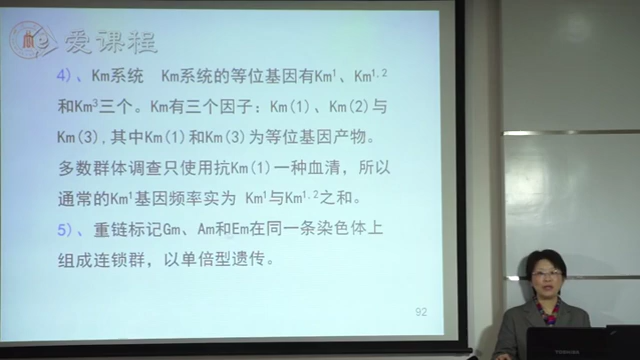 爱课程
4)、Km系统 Km系统的等位基因有Km¹、Km¹·²
和Km³三个。Km有三个因子：Km(1)、Km(2)与
Km(3),其中Km(1)和Km(3)为等位基因产物。
多数群体调查只使用抗Km(1)一种血清，所以
通常的Km¹基因频率实为 Km¹与Km¹·²之和。
5)、重链标记Gm、Am和Em在同一条染色体上
组成连锁群，以单倍型遗传。
92
TOSHIBA